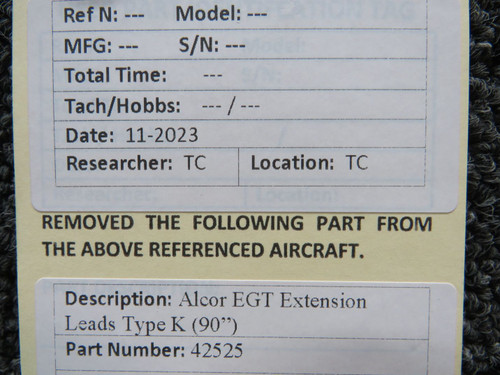 Ref N: --- Model: ---
MFG: --- S/N: ---
Total Time: ---
Tach/Hobbs: --- / ---
Date: 11-2023
Researcher: TC Location: TC
REMOVED THE FOLLOWING PART FROM
THE ABOVE REFERENCED AIRCRAFT.
Description: Alcor EGT Extension
Leads Type K (90”)
Part Number: 42525